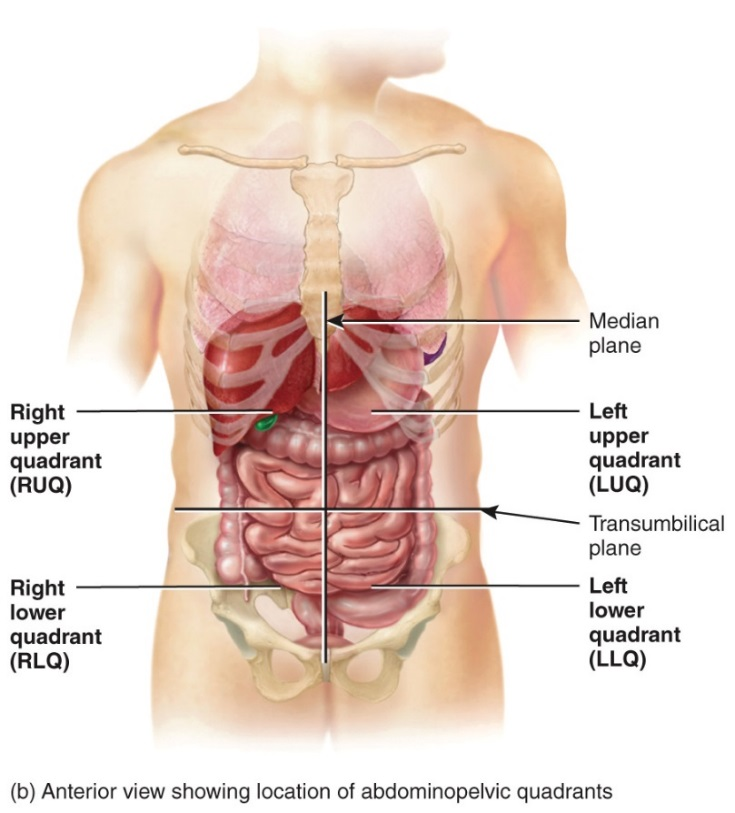 Median
plane
Right
upper
quadrant
(RUQ)
Left
upper
quadrant
(LUQ)
Transumbilical
plane
Right
lower
quadrant
(RLQ)
Left
lower
quadrant
(LLQ)
(b) Anterior view showing location of abdominopelvic quadrants